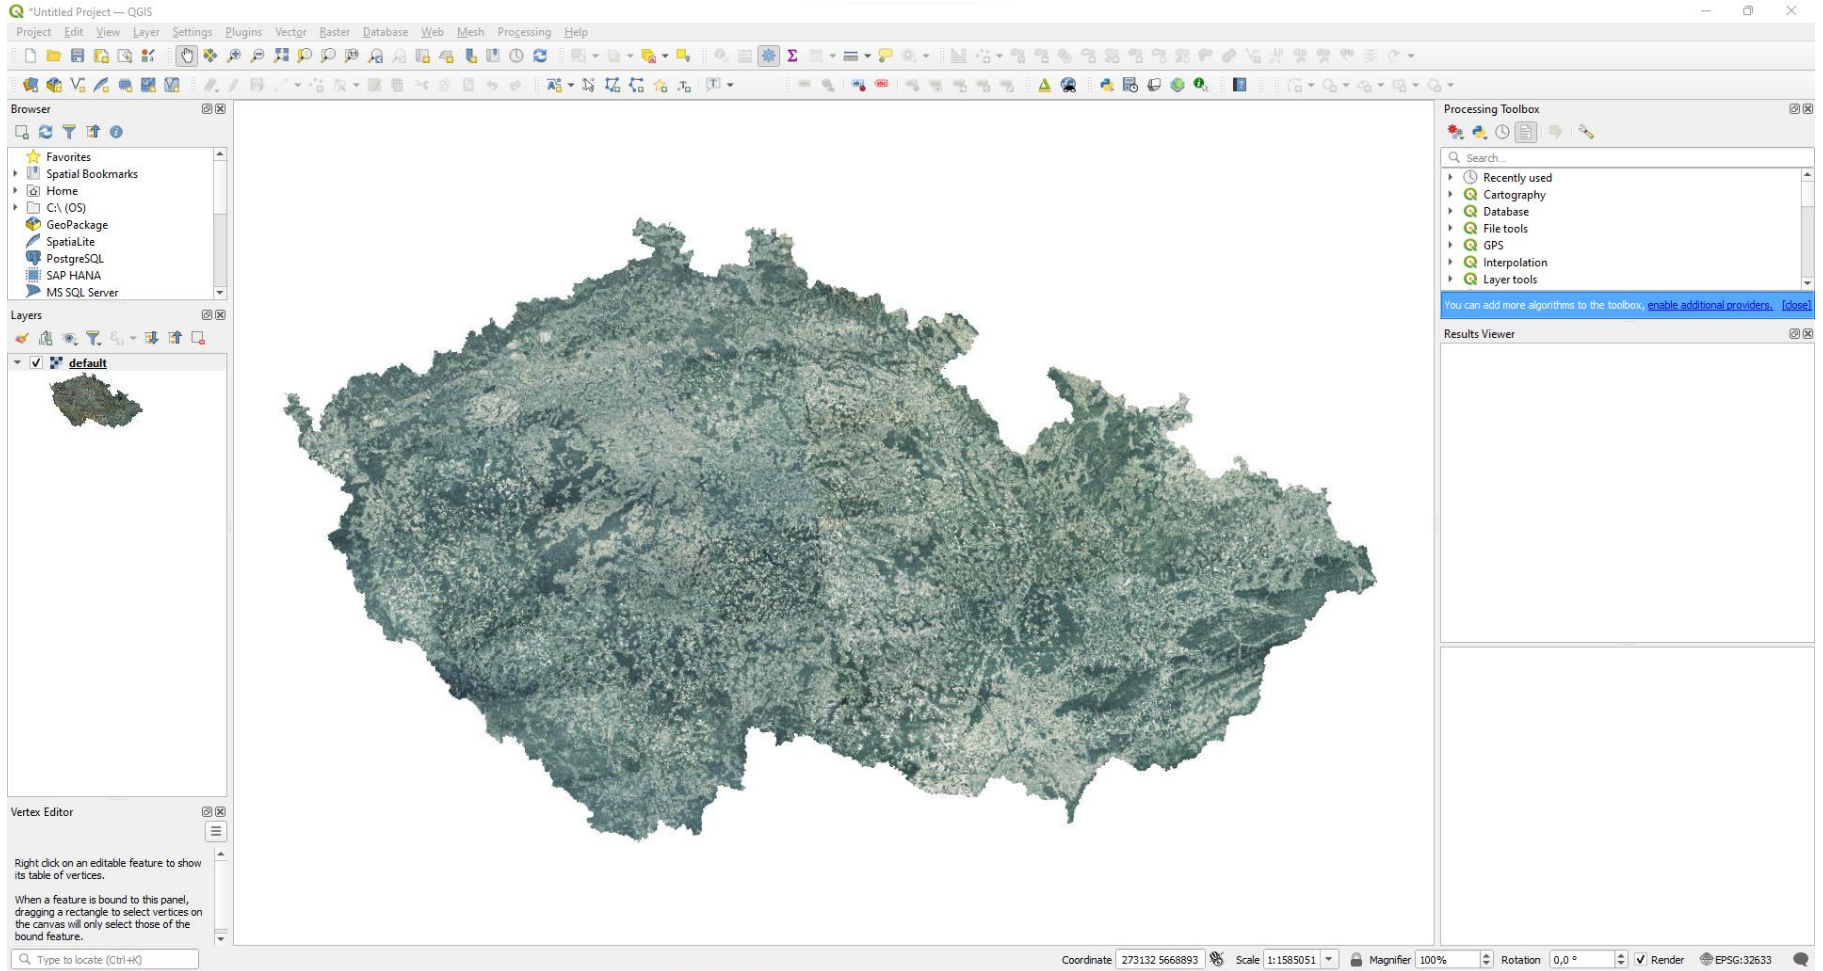 *Untitled Project — QGIS
Project Edit View Layer Settings Plugins Vector Raster Database Web Mesh Processing Help
Browser
Favorites
Spatial Bookmarks
Home
C:\ (OS)
GeoPackage
SpatiaLite
PostgreSQL
SAP HANA
MS SQL Server
Layers
default
Vertex Editor
Right click on an editable feature to show
its table of vertices.
When a feature is bound to this panel,
dragging a rectangle to select vertices on
the canvas will only select those of the
bound feature.
Processing Toolbox
Search...
Recently used
Cartography
Database
File tools
GPS
Interpolation
Layer tools
You can add more algorithms to the toolbox, enable additional providers. [close]
Results Viewer
Type to locate (Ctrl+K)
Coordinate 273132 5668893 Scale 1:1585051 Magnifier 100% Rotation 0,0 ° Render EPSG:32633